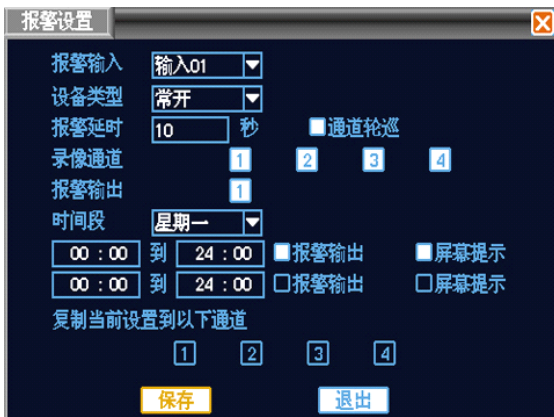 报警设置
报警输入 输入01
设备类型 常开
报警延时 10 秒 通道轮巡
录像通道 1 2 3 4
报警输出 1
时间段 星期一
00：00 到 24：00 报警输出 屏幕提示
00：00 到 24：00 报警输出 屏幕提示
复制当前设置到以下通道
1 2 3 4
保存 退出